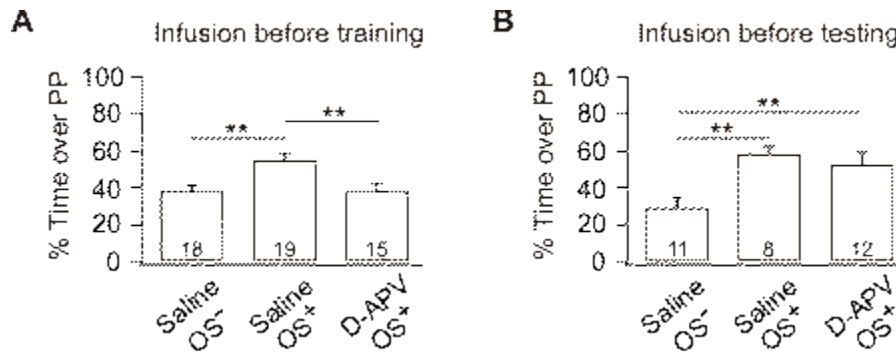 A
Infusion before training
% Time over PP
100
80
60
40
20
0
**
**
18
19
15
Saline
OS-
Saline
OS+
D-APV
OS+
B
Infusion before testing
% Time over PP
100
80
60
40
20
0
**
**
11
8
12
Saline
OS-
Saline
OS+
D-APV
OS+